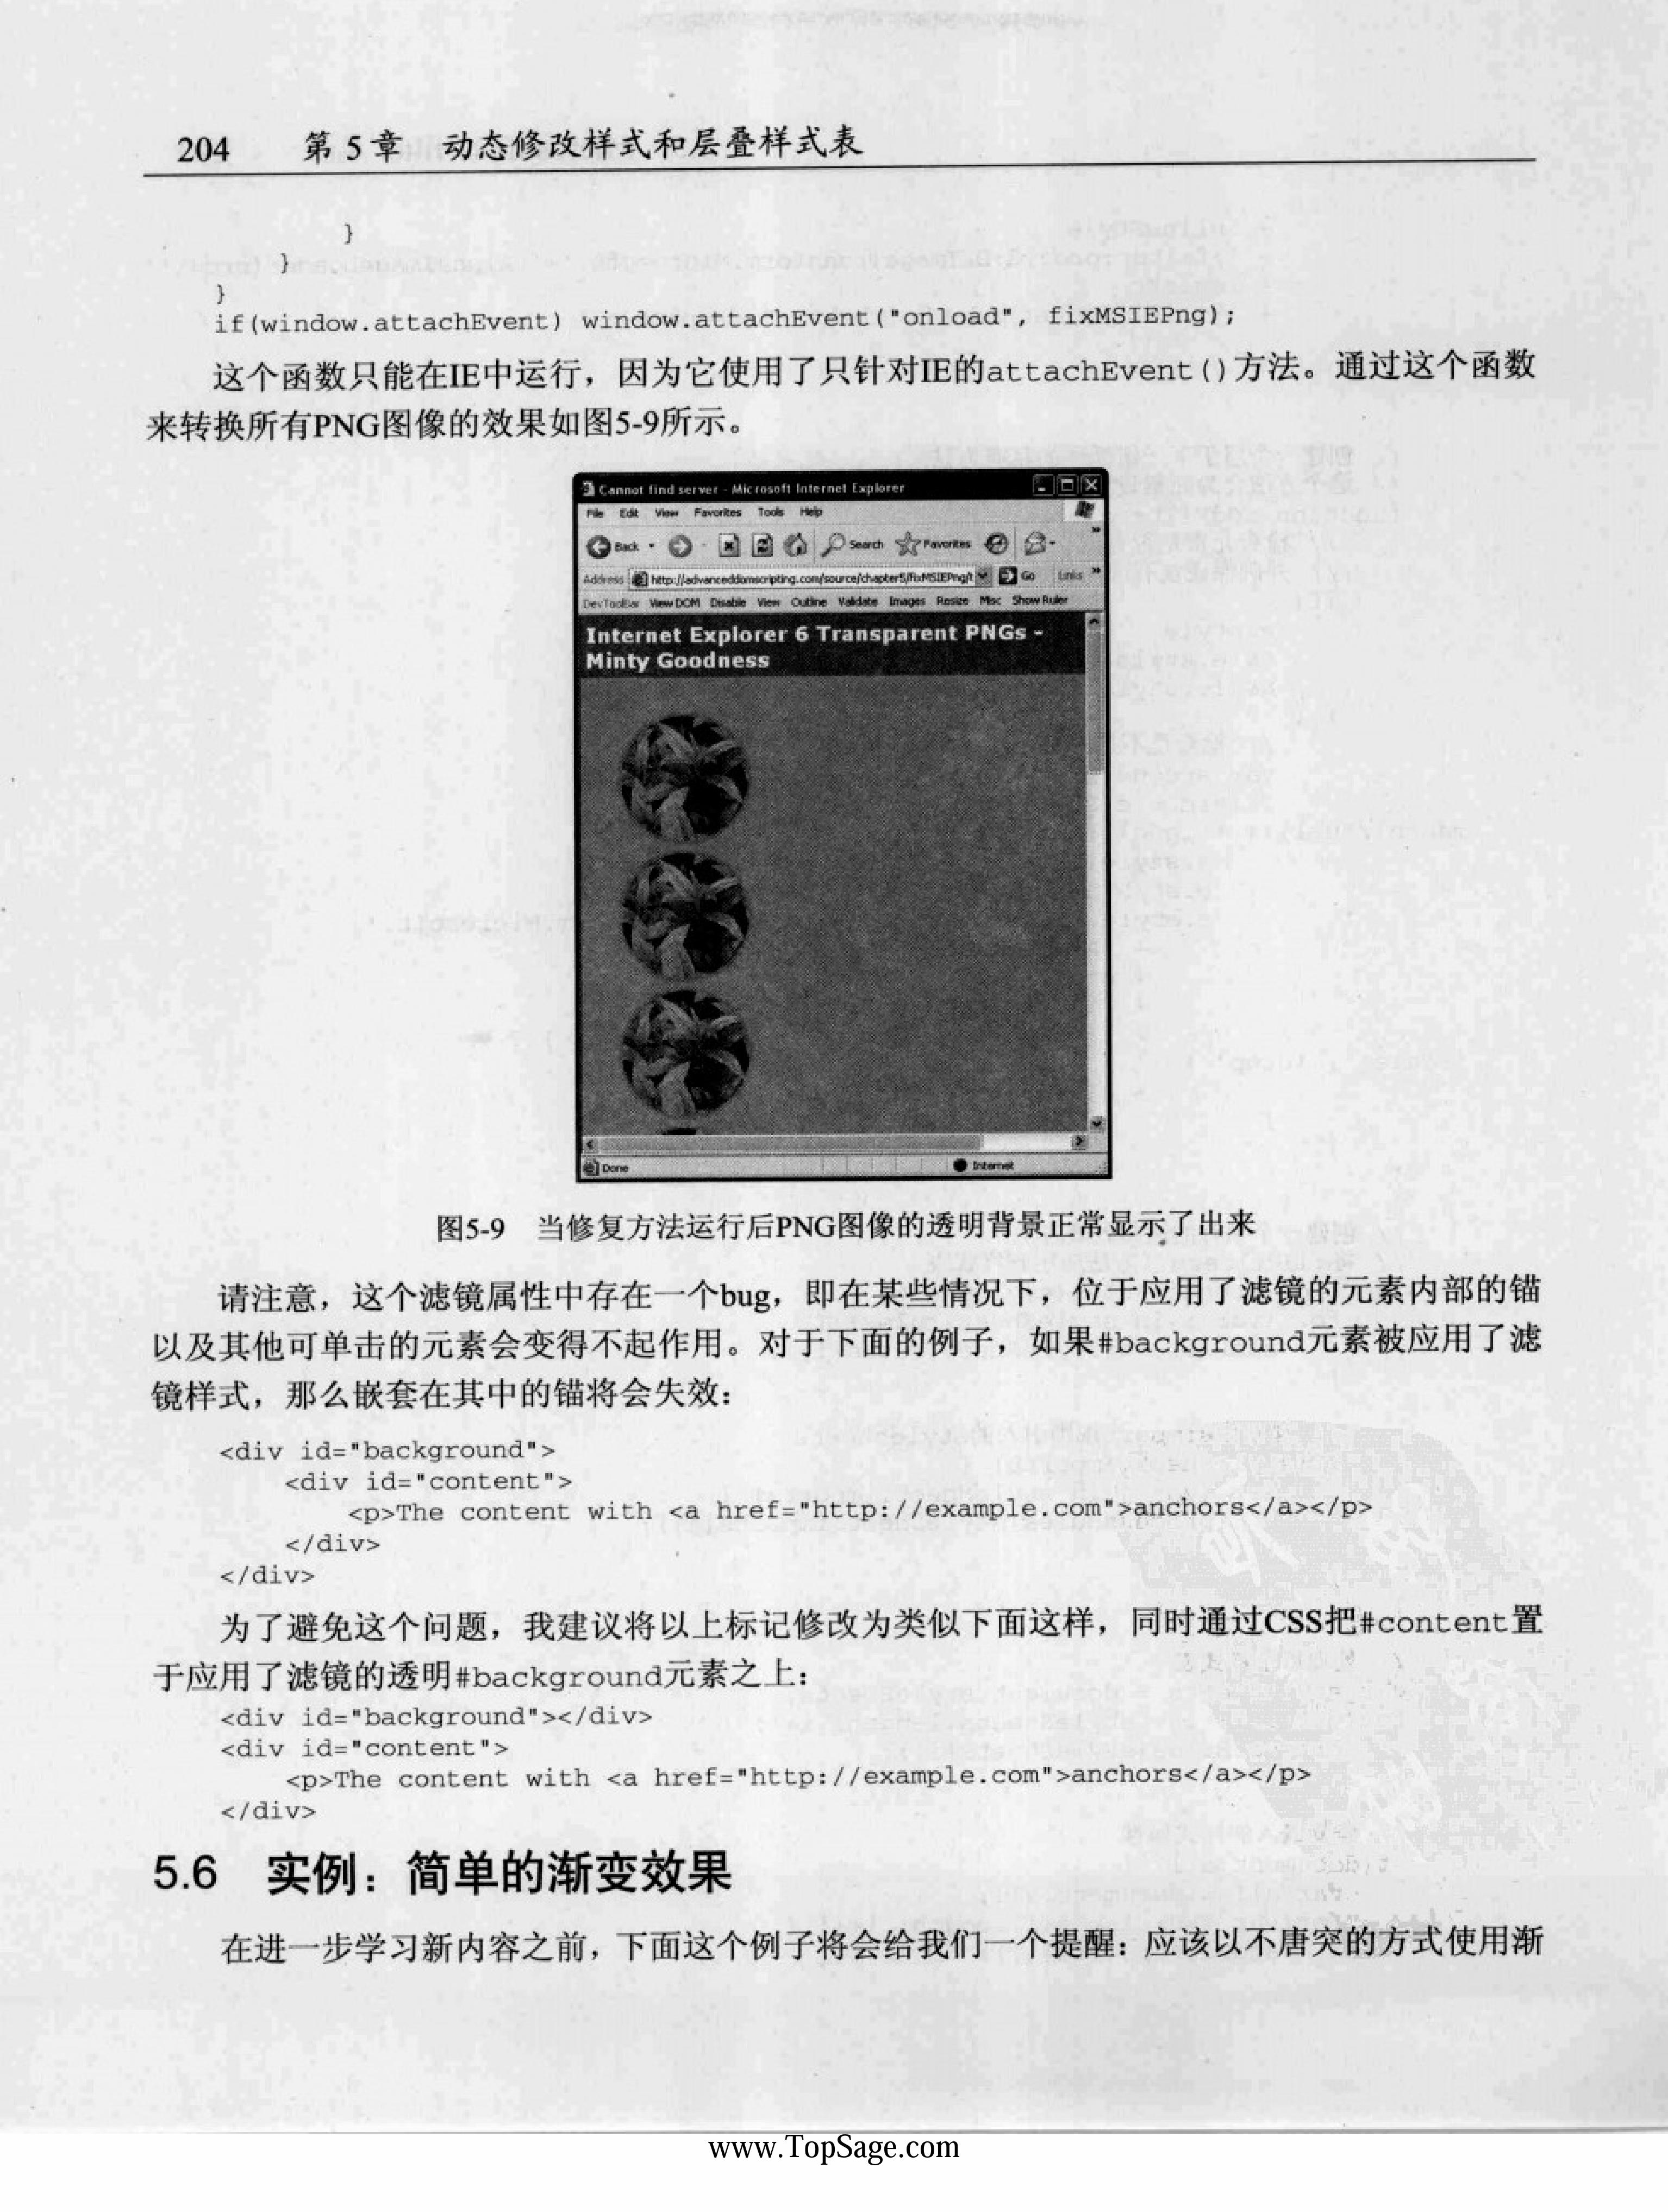 204 第 5 章 动态修改样式和层叠样式表
}
}
}
if(window.attachEvent) window.attachEvent("onload", fixMSIEPng);
这个函数只能在IE中运行，因为它使用了只针对IE的attachEvent()方法。通过这个函数
来转换所有PNG图像的效果如图5-9所示。
Cannot find server - Microsoft Internet Explorer
File Edit View Favorites Tools Help
Back Search Favorites
Address http://advanceddomscripting.com/source/chapter5/fixMSIEPng/t Go Links
DevToolBar View DOM Disable View Outline Validate Images Resize Misc Show Ruler
Internet Explorer 6 Transparent PNGs -
Minty Goodness
Done Internet
图5-9 当修复方法运行后PNG图像的透明背景正常显示了出来
请注意，这个滤镜属性中存在一个bug，即在某些情况下，位于应用了滤镜的元素内部的锚
以及其他可单击的元素会变得不起作用。对于下面的例子，如果#background元素被应用了滤
镜样式，那么嵌套在其中的锚将会失效：
<div id="background">
<div id="content">
<p>The content with <a href="http://example.com">anchors</a></p>
</div>
</div>
为了避免这个问题，我建议将以上标记修改为类似下面这样，同时通过CSS把#content置
于应用了滤镜的透明#background元素之上：
<div id="background"></div>
<div id="content">
<p>The content with <a href="http://example.com">anchors</a></p>
</div>
5.6 实例：简单的渐变效果
在进一步学习新内容之前，下面这个例子将会给我们一个提醒：应该以不唐突的方式使用渐
www.TopSage.com